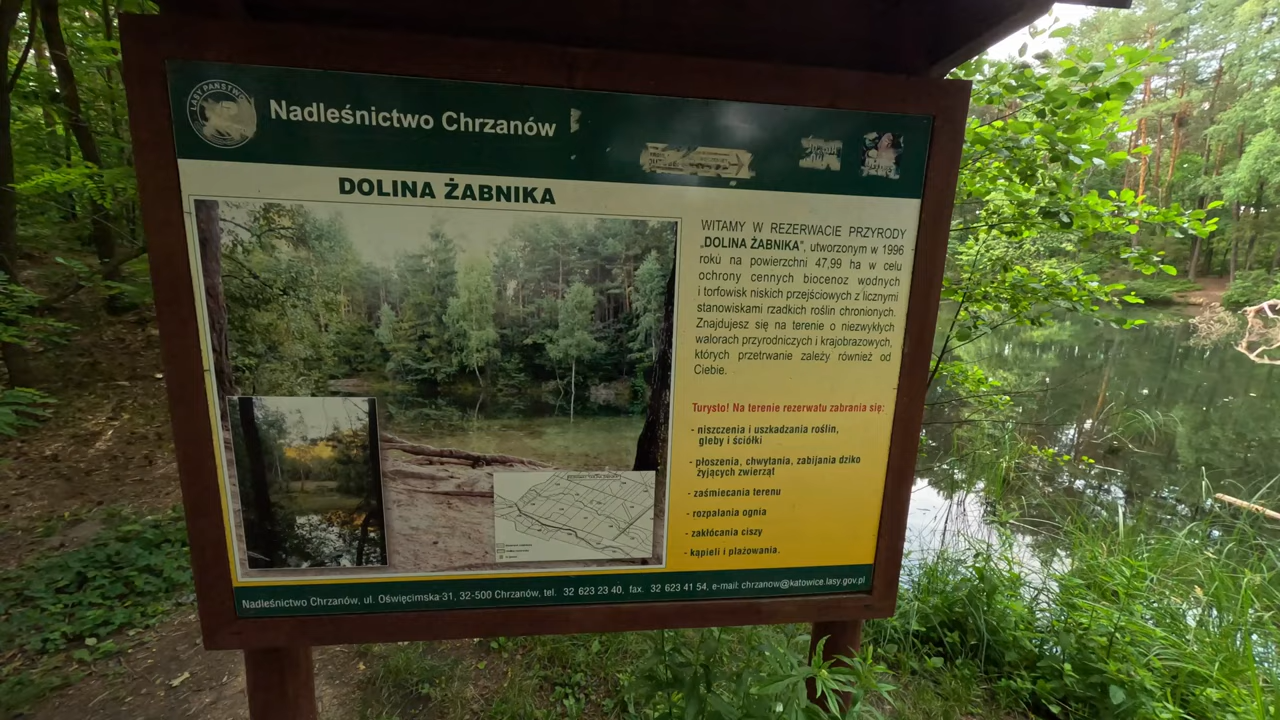 LASY PAŃSTWOWE
Nadleśnictwo Chrzanów
DOLINA ŻABNIKA
WITAMY W REZERWACIE PRZYRODY
„DOLINA ŻABNIKA”, utworzonym w 1996
roku na powierzchni 47,99 ha w celu
ochrony cennych biocenoz wodnych
i torfowisk niskich przejściowych z licznymi
stanowiskami rzadkich roślin chronionych.
Znajdujesz się na terenie o niezwykłych
walorach przyrodniczych i krajobrazowych,
których przetrwanie zależy również od
Ciebie.
Turysto! Na terenie rezerwatu zabrania się:
- niszczenia i uszkadzania roślin,
gleby i ściółki
- płoszenia, chwytania, zabijania dziko
żyjących zwierząt
- zaśmiecania terenu
- rozpalania ognia
- zakłócania ciszy
- kąpieli i plażowania.
Nadleśnictwo Chrzanów, ul. Oświęcimska 31, 32-500 Chrzanów, tel. 32 623 23 40, fax. 32 623 41 54, e-mail: chrzanow@katowice.lasy.gov.pl